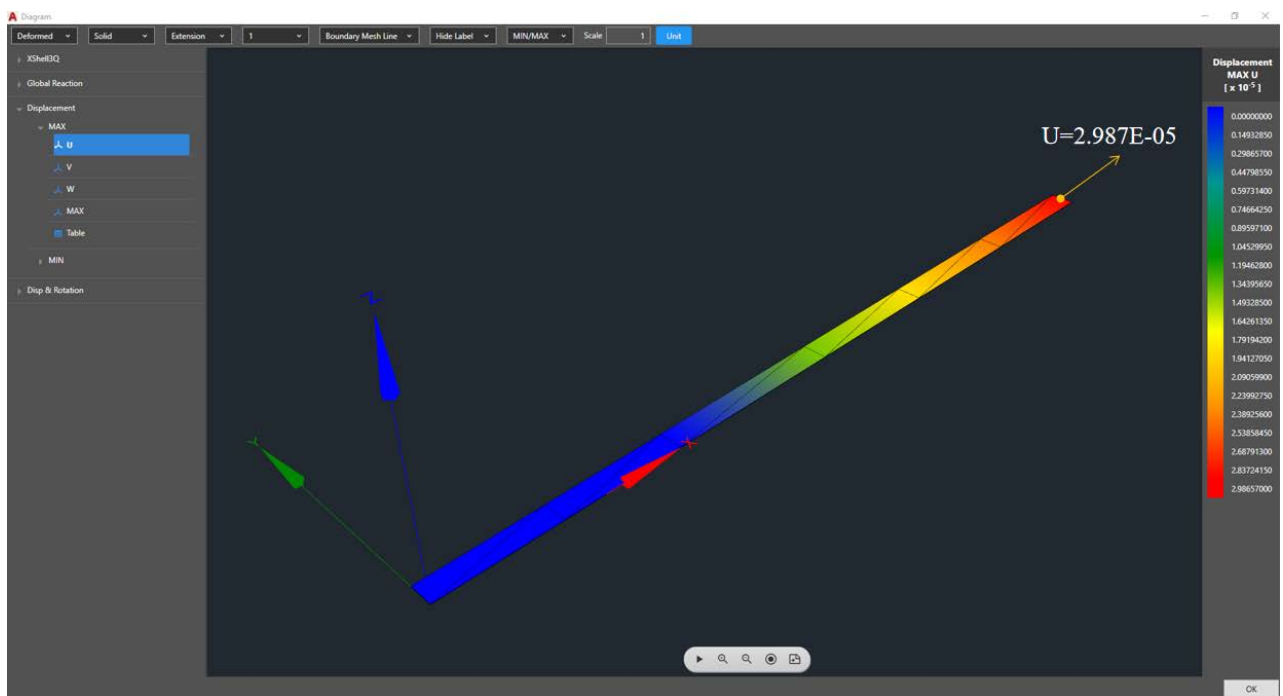 Diagram
Deformed Solid Extension 1 Boundary Mesh Line Hide Label MIN/MAX Scale 1 Unit
XShell3Q
Global Reaction
Displacement
MAX
U
V
W
MAX
Table
MIN
Disp & Rotation
Z
Y
X
U=2.987E-05
Displacement
MAX U
[ x 10⁻⁵ ]
0.00000000
0.14932850
0.29865700
0.44798550
0.59731400
0.74664250
0.89597100
1.04529950
1.19462800
1.34395650
1.49328500
1.64261350
1.79194200
1.94127050
2.09059900
2.23992750
2.38925600
2.53858450
2.68791300
2.83724150
2.98657000
OK